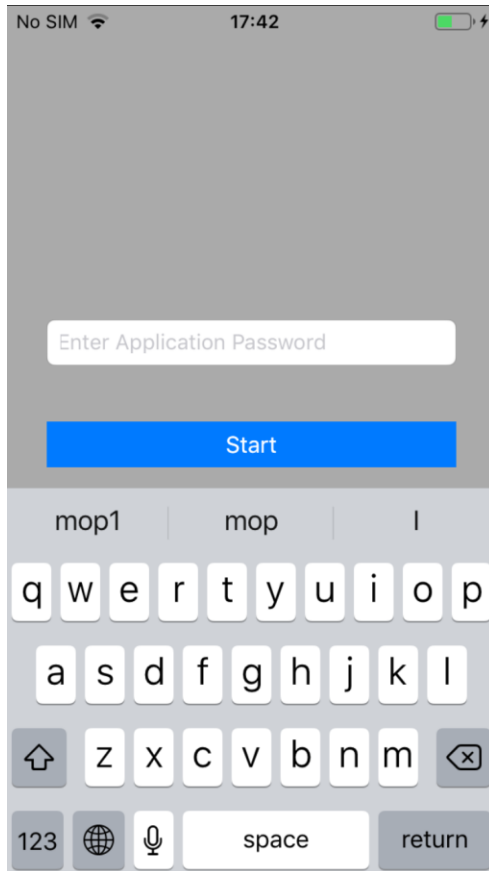 No SIM 17:42
Enter Application Password
Start
mop1 mop I
q w e r t y u i o p
a s d f g h j k l
z x c v b n m
123 space return